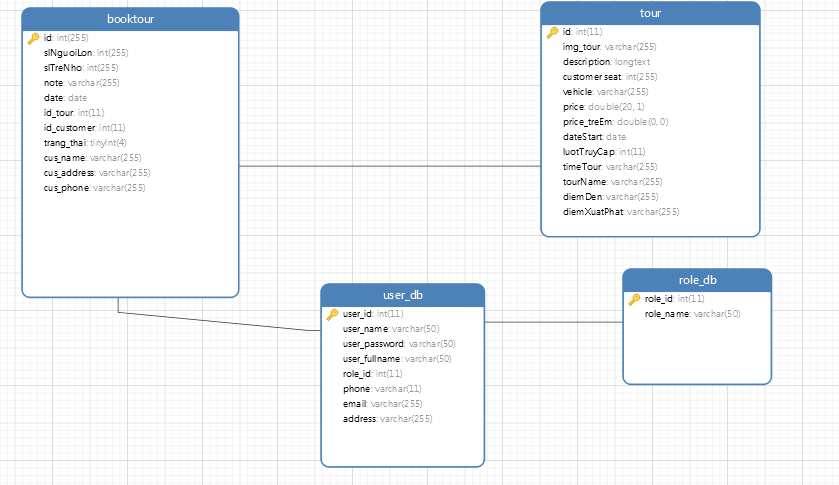 booktour
id: int(255)
slNguoiLon: int(255)
slTreNho: int(255)
note: varchar(255)
date: date
id_tour: int(11)
id_customer: int(11)
trang_thai: tinyint(4)
cus_name: varchar(255)
cus_address: varchar(255)
cus_phone: varchar(255)
tour
id: int(11)
img_tour: varchar(255)
description: longtext
customer seat: int(255)
vehicle: varchar(255)
price: double(20, 1)
price_treEm: double(0, 0)
dateStart: date
luotTruyCap: int(11)
timeTour: varchar(255)
tourName: varchar(255)
diemDen: varchar(255)
diemXuatPhat: varchar(255)
user_db
user_id: int(11)
user_name: varchar(50)
user_password: varchar(50)
user_fullname: varchar(50)
role_id: int(11)
phone: varchar(11)
email: varchar(255)
address: varchar(255)
role_db
role_id: int(11)
role_name: varchar(50)